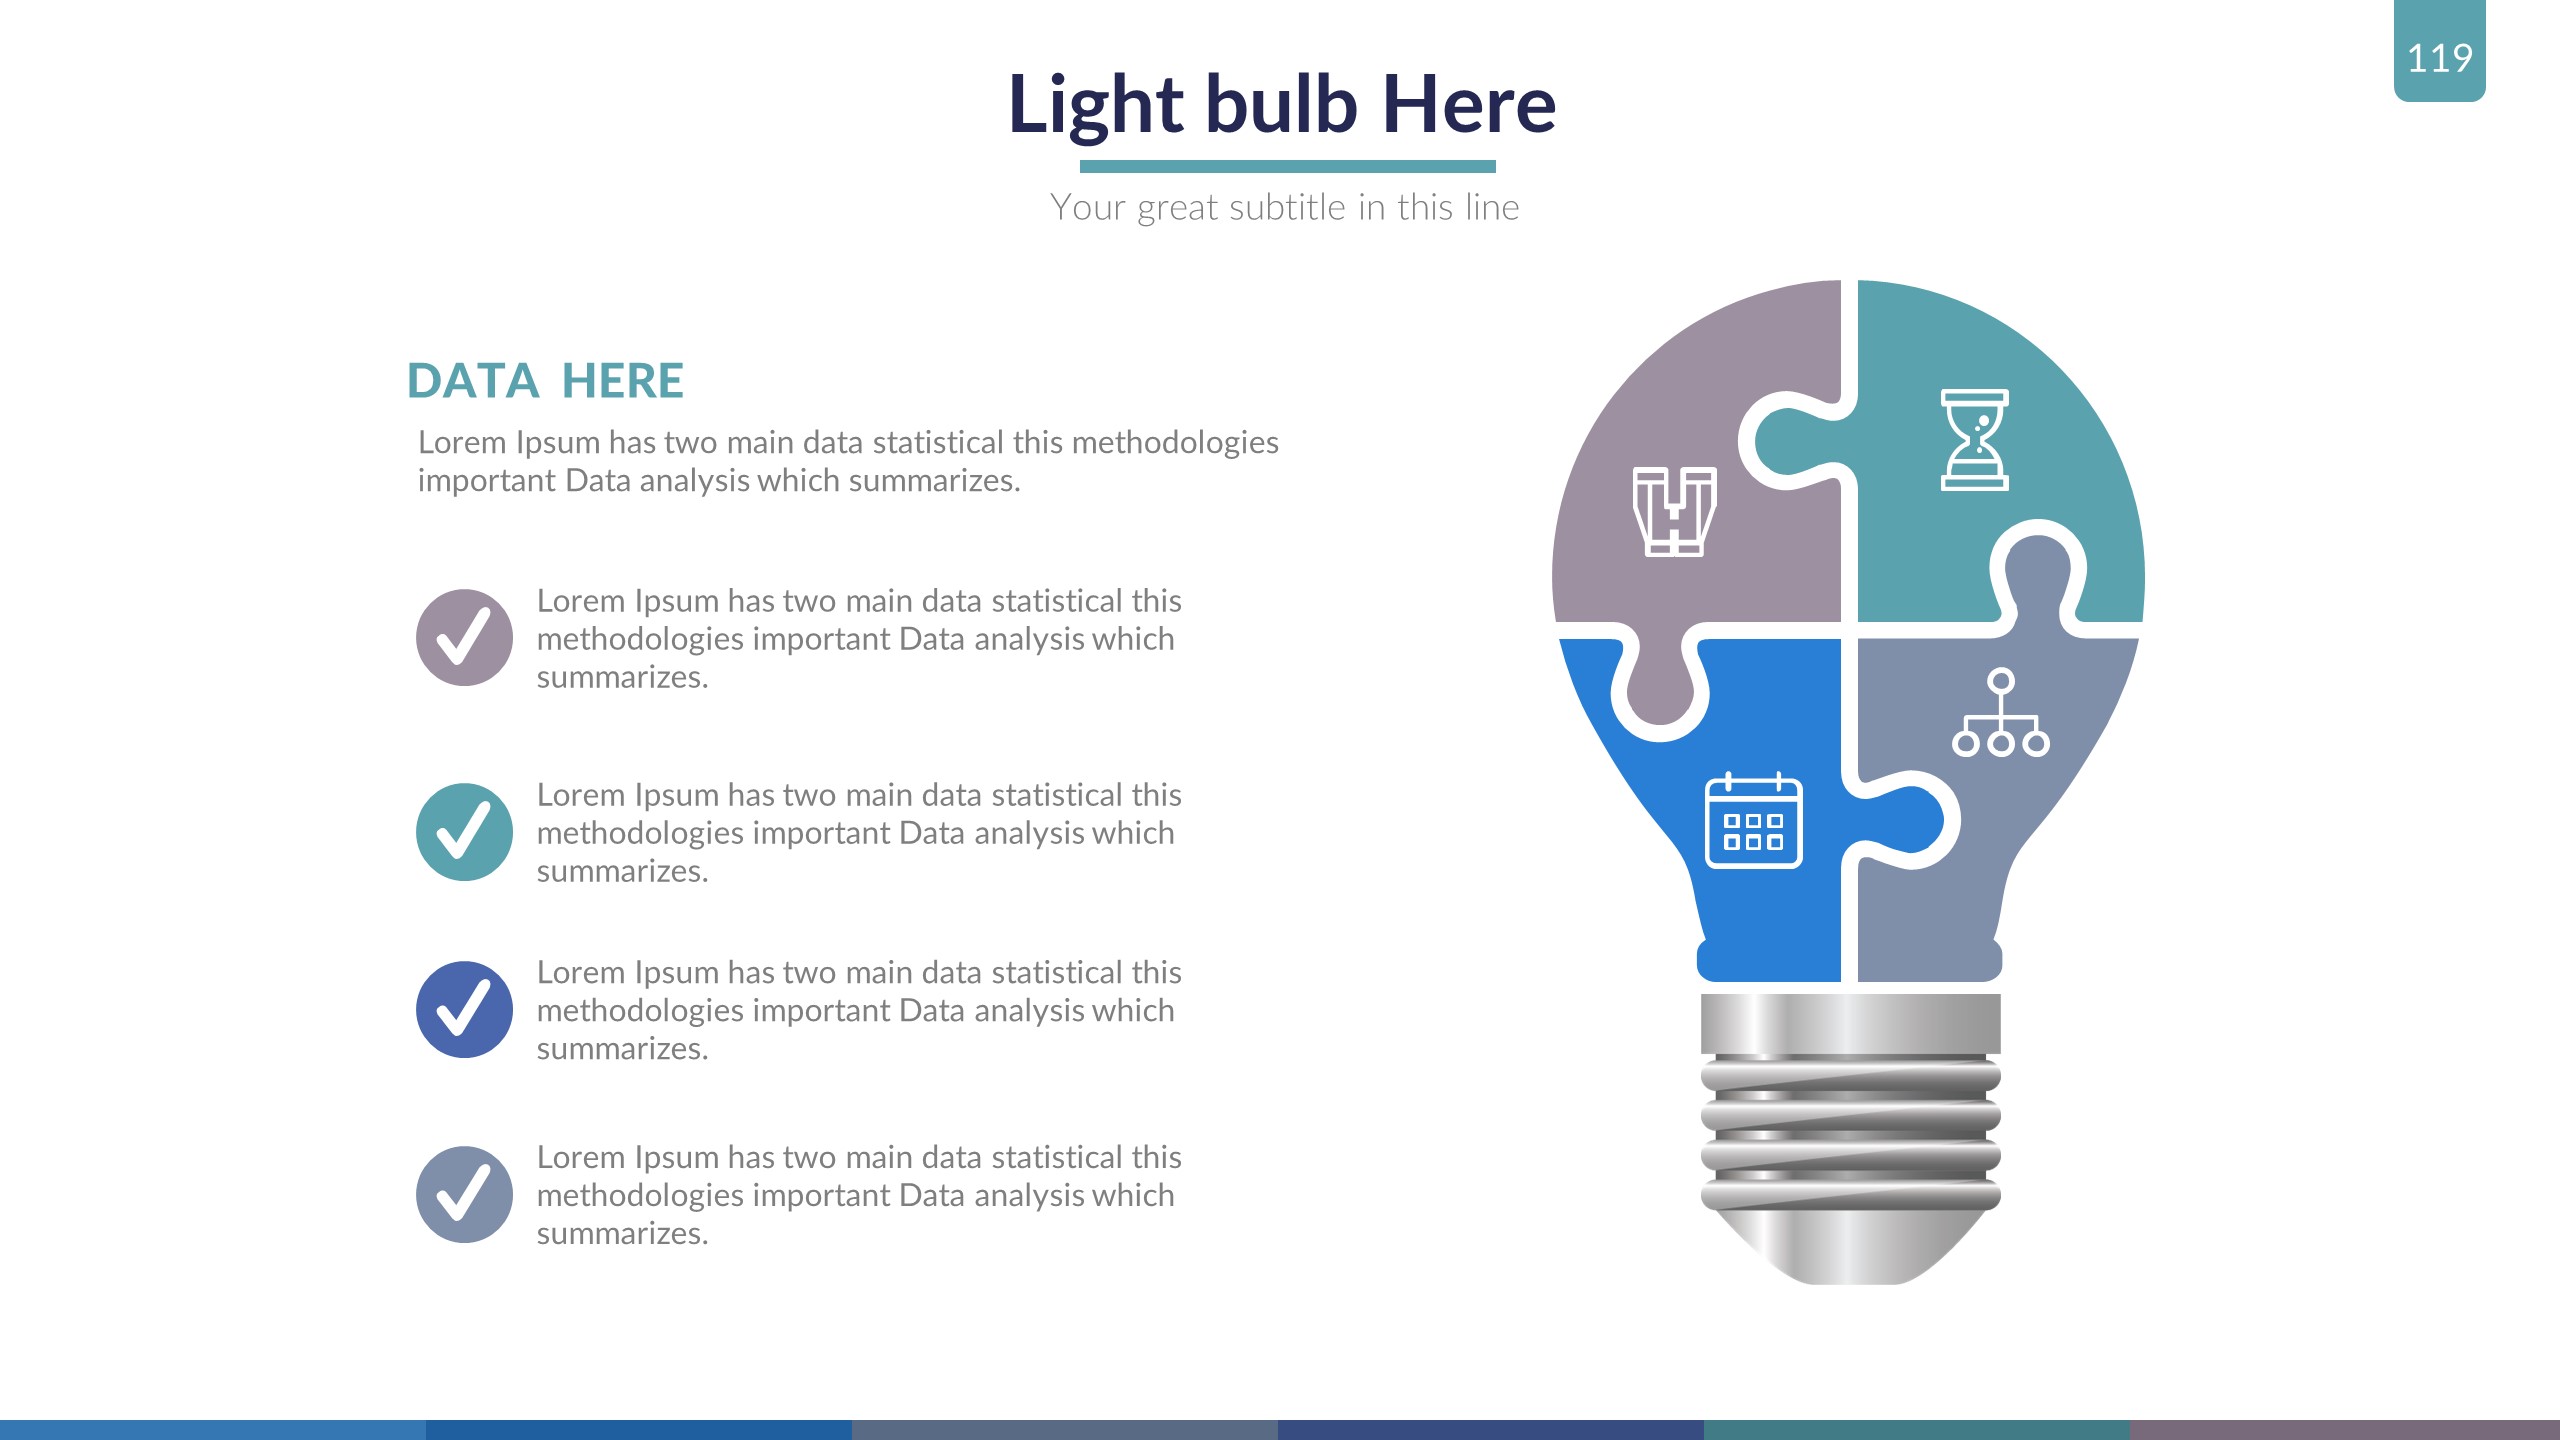 119
Light bulb Here
Your great subtitle in this line
DATA HERE
Lorem Ipsum has two main data statistical this methodologies
important Data analysis which summarizes.
Lorem Ipsum has two main data statistical this
methodologies important Data analysis which
summarizes.
Lorem Ipsum has two main data statistical this
methodologies important Data analysis which
summarizes.
Lorem Ipsum has two main data statistical this
methodologies important Data analysis which
summarizes.
Lorem Ipsum has two main data statistical this
methodologies important Data analysis which
summarizes.